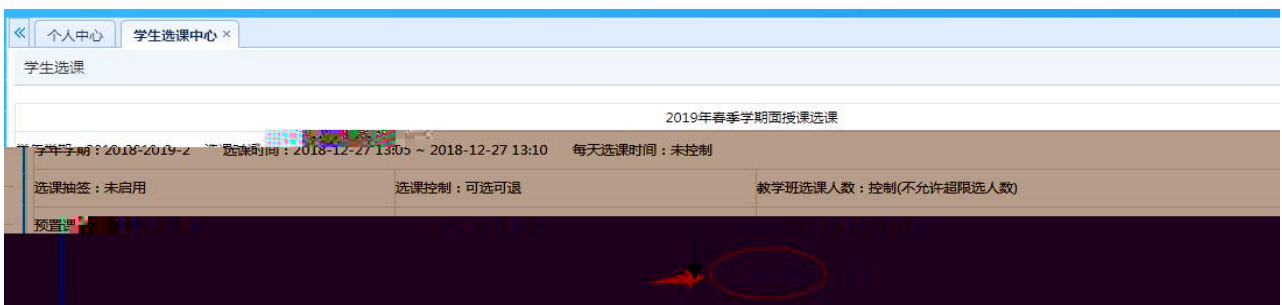 个人中心 学生选课中心 ×
学生选课
2019年春季学期面授课选课
学年学期：2018-2019-2 选课时间：2018-12-27 13:05 ~ 2018-12-27 13:10 每天选课时间：未控制
选课抽签：未启用 选课控制：可选可退 教学班选课人数：控制(不允许超限选人数)
预置课